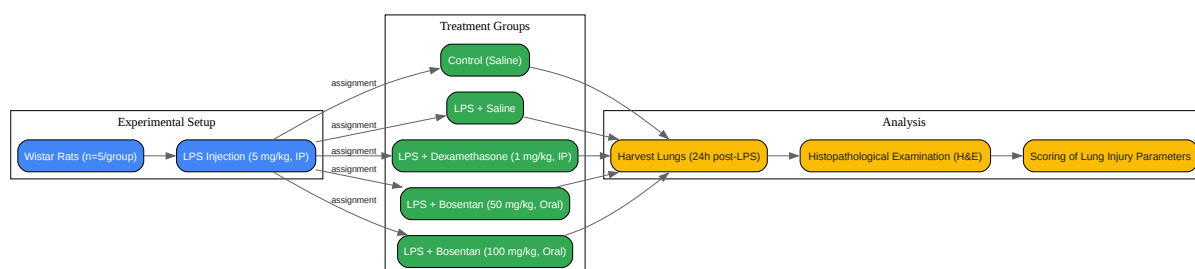 Experimental Setup
Wistar Rats (n=5/group)
LPS Injection (5 mg/kg, IP)
assignment
assignment
assignment
assignment
assignment
Treatment Groups
Control (Saline)
LPS + Saline
LPS + Dexamethasone (1 mg/kg, IP)
LPS + Bosentan (50 mg/kg, Oral)
LPS + Bosentan (100 mg/kg, Oral)
Analysis
Harvest Lungs (24h post-LPS)
Histopathological Examination (H&E)
Scoring of Lung Injury Parameters